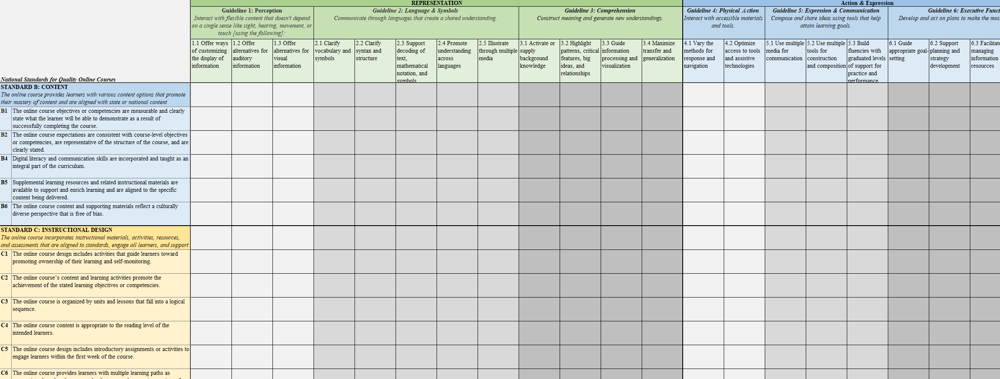 REPRESENTATION
Action & Expression
Guideline 1: Perception
Interact with flexible content that doesn't depend
on a single sense like sight, hearing, movement, or
touch [using the following]:
Guideline 2: Language & Symbols
Communicate through languages that create a shared understanding.
Guideline 3: Comprehension
Construct meaning and generate new understandings.
Guideline 4: Physical Action
Interact with accessible materials
and tools.
Guideline 5: Expression & Communication
Compose and share ideas using tools that help
attain learning goals.
Guideline 6: Executive Funct
Develop and act on plans to make the mos
1.1 Offer ways
of customizing
the display of
information
1.2 Offer
alternatives for
auditory
information
1.3 Offer
alternatives for
visual
information
2.1 Clarify
vocabulary and
symbols
2.2 Clarify
syntax and
structure
2.3 Support
decoding of
text,
mathematical
notation, and
symbols
2.4 Promote
understanding
across
languages
2.5 Illustrate
through multiple
media
3.1 Activate or
supply
background
knowledge
3.2 Highlight
patterns, critical
features, big
ideas, and
relationships
3.3 Guide
information
processing and
visualization
3.4 Maximize
transfer and
generalization
4.1 Vary the
methods for
response and
navigation
4.2 Optimize
access to tools
and assistive
technologies
5.1 Use multiple
media for
communication
5.2 Use multiple
tools for
construction
and composition
5.3 Build
fluencies with
graduated levels
of support for
practice and
performance
6.1 Guide
appropriate goal-
setting
6.2 Support
planning and
strategy
development
6.3 Facilitate
managing
information
resources
National Standards for Quality Online Courses
STANDARD B: CONTENT
The online course provides learners with various content options that promote
their mastery of content and are aligned with state or national content
B1 The online course objectives or competencies are measurable and clearly
state what the learner will be able to demonstrate as a result of
successfully completing the course.
B2 The online course expectations are consistent with course-level objectives
or competencies, are representative of the structure of the course, and are
clearly stated.
B4 Digital literacy and communication skills are incorporated and taught as an
integral part of the curriculum.
B5 Supplemental learning resources and related instructional materials are
available to support and enrich learning and are aligned to the specific
content being delivered.
B6 The online course content and supporting materials reflect a culturally
diverse perspective that is free of bias.
STANDARD C: INSTRUCTIONAL DESIGN
The online course incorporates instructional materials, activities, resources,
and assessments that are aligned to standards, engage all learners, and support
C1 The online course design includes activities that guide learners toward
promoting ownership of their learning and self-monitoring.
C2 The online course's content and learning activities promote the
achievement of the stated learning objectives or competencies.
C3 The online course is organized by units and lessons that fall into a logical
sequence.
C4 The online course content is appropriate to the reading level of the
intended learners.
C5 The online course design includes introductory assignments or activities to
engage learners within the first week of the course.
C6 The online course provides learners with multiple learning paths as